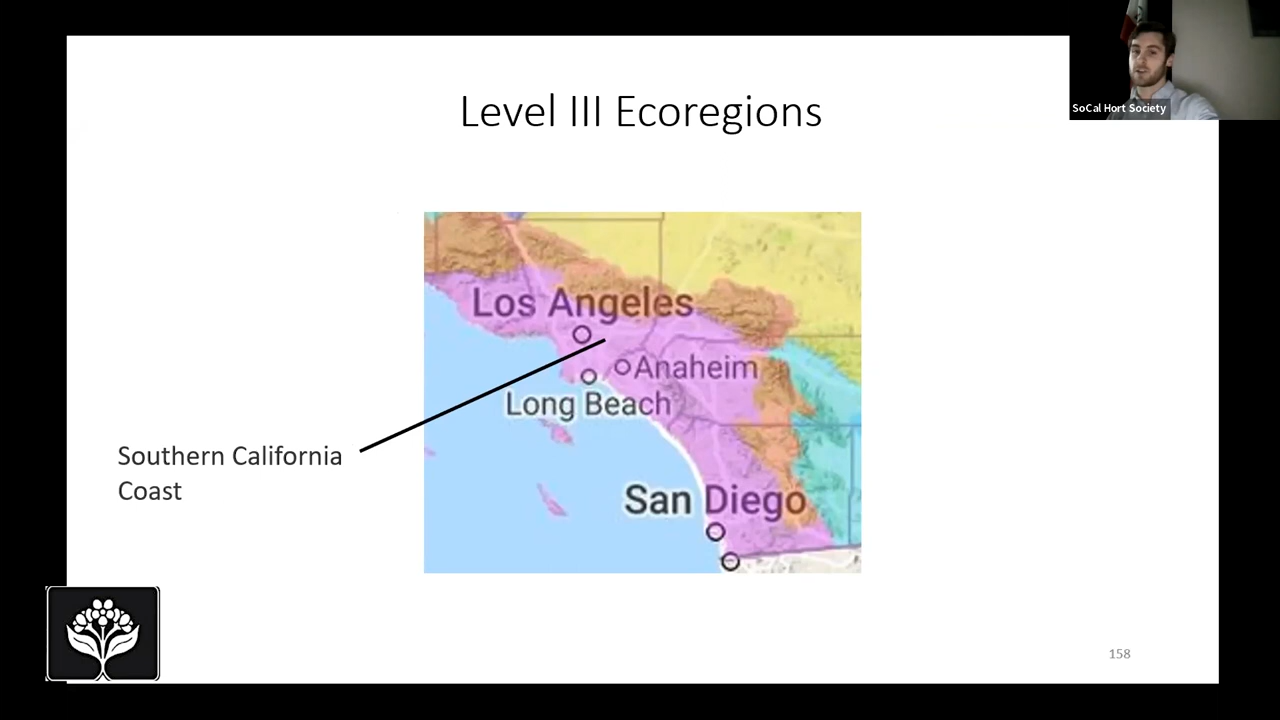 Level III Ecoregions
SoCal Hort Society
Los Angeles
Anaheim
Long Beach
Southern California
Coast
San Diego
158